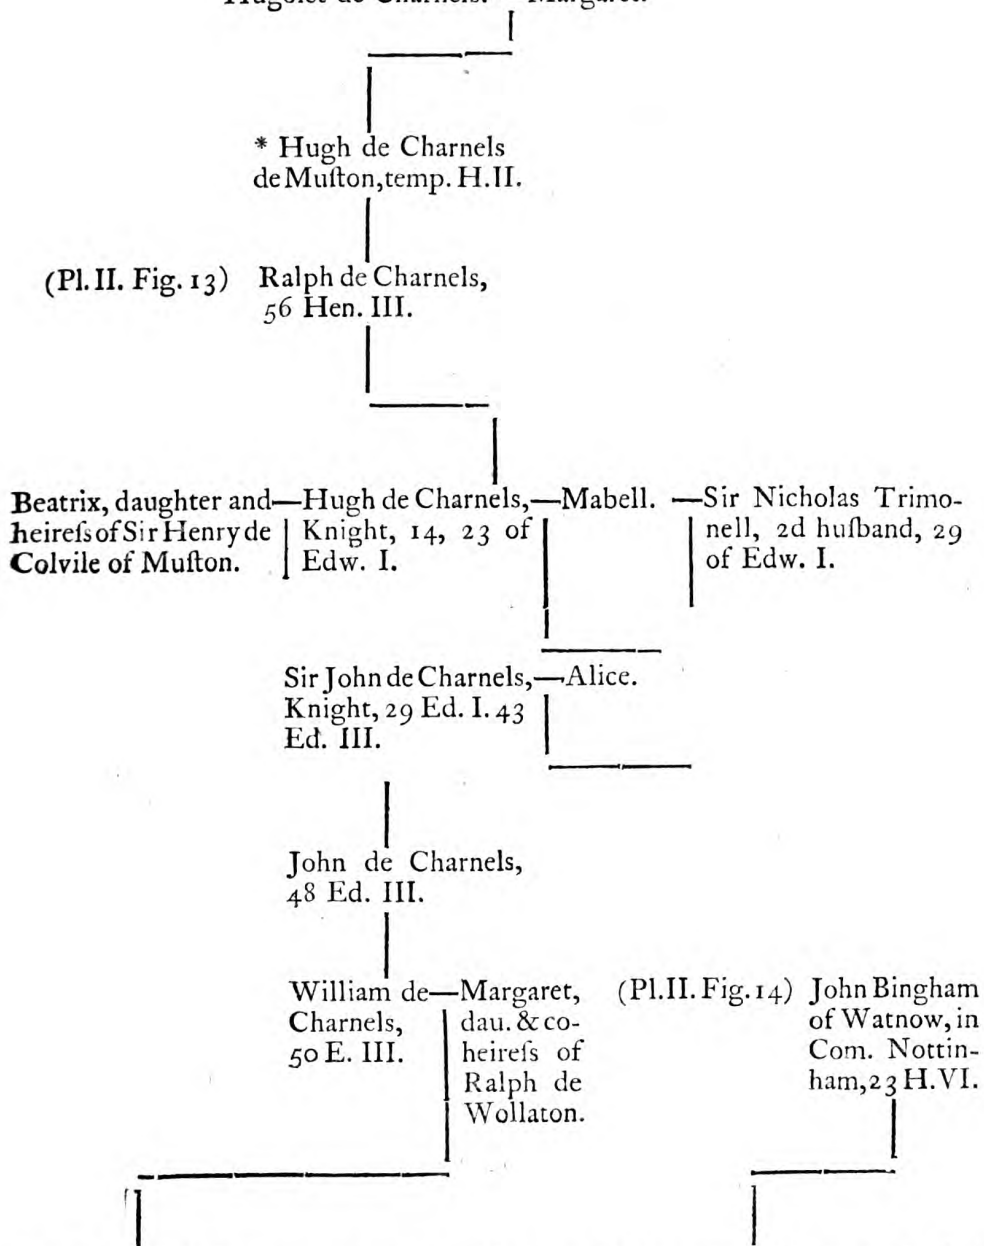 * Hugh de Charnels
de Muſton, temp. H.II.
(Pl. II. Fig. 13)
Ralph de Charnels,
56 Hen. III.
Beatrix, daughter and
heireſs of Sir Henry de
Colvile of Muſton.
—Hugh de Charnels,
Knight, 14, 23 of
Edw. I.
—Mabell.
—Sir Nicholas Trimo-
nell, 2d huſband, 29
of Edw. I.
Sir John de Charnels,
Knight, 29 Ed. I. 43
Ed. III.
—Alice.
John de Charnels,
48 Ed. III.
William de
Charnels,
50 E. III.
—Margaret,
dau. & co-
heireſs of
Ralph de
Wollaton.
(Pl. II. Fig. 14)
John Bingham
of Watnow, in
Com. Nottin-
ham, 23 H.VI.